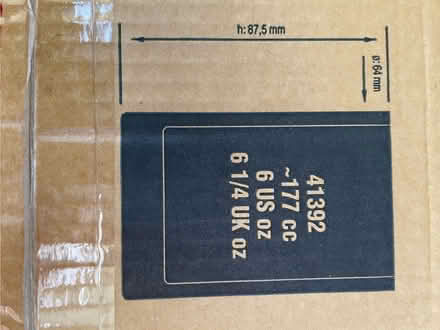 h: 87,5 mm
ø: 64 mm
41392
~177 cc
6 US oz
6 1/4 UK oz